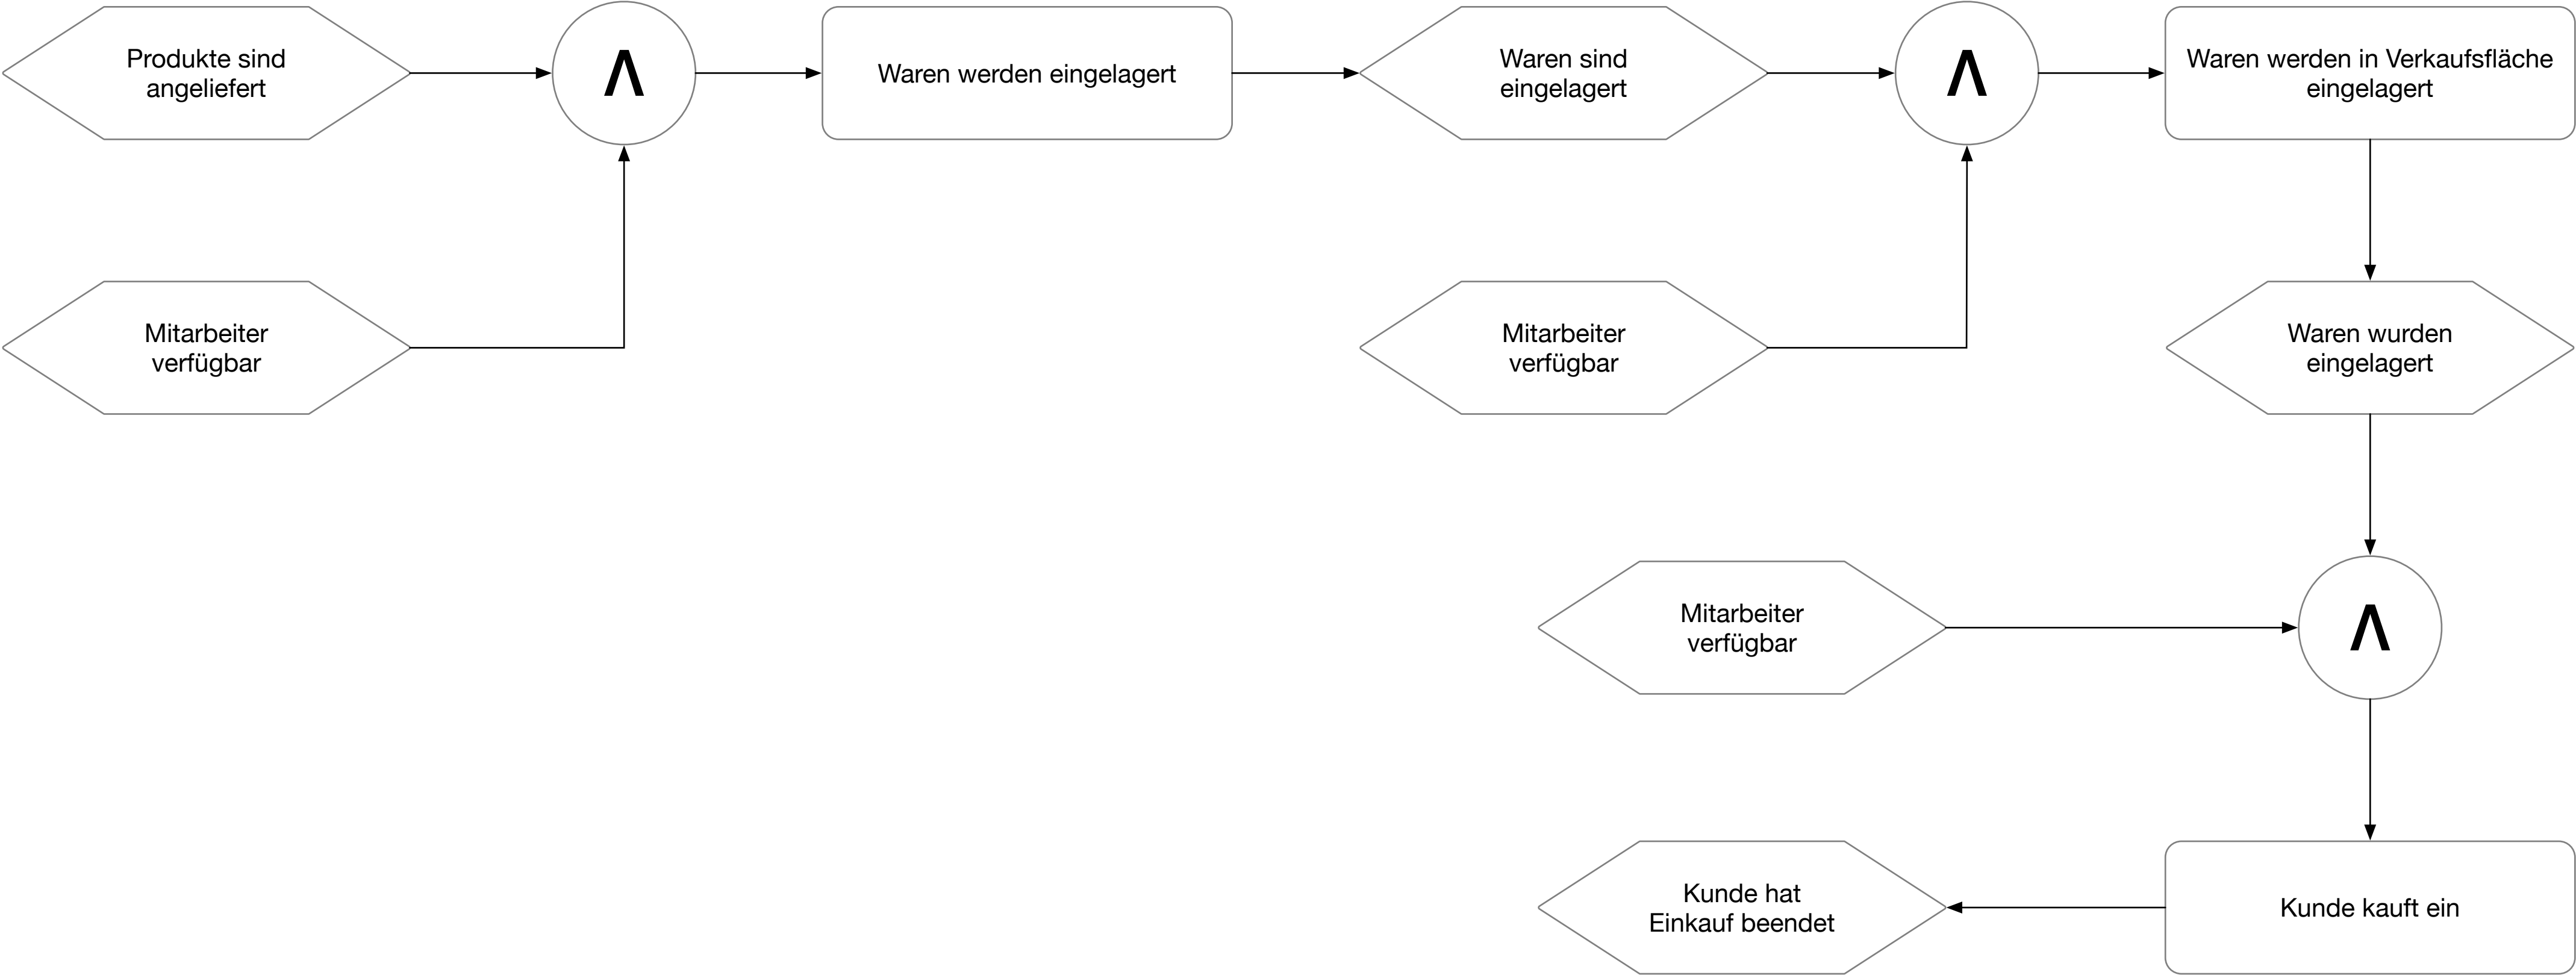 Produkte sind
angeliefert
Λ
Waren werden eingelagert
Waren sind
eingelagert
Λ
Waren werden in Verkaufsfläche
eingelagert
Mitarbeiter
verfügbar
Mitarbeiter
verfügbar
Waren wurden
eingelagert
Mitarbeiter
verfügbar
Λ
Kunde hat
Einkauf beendet
Kunde kauft ein